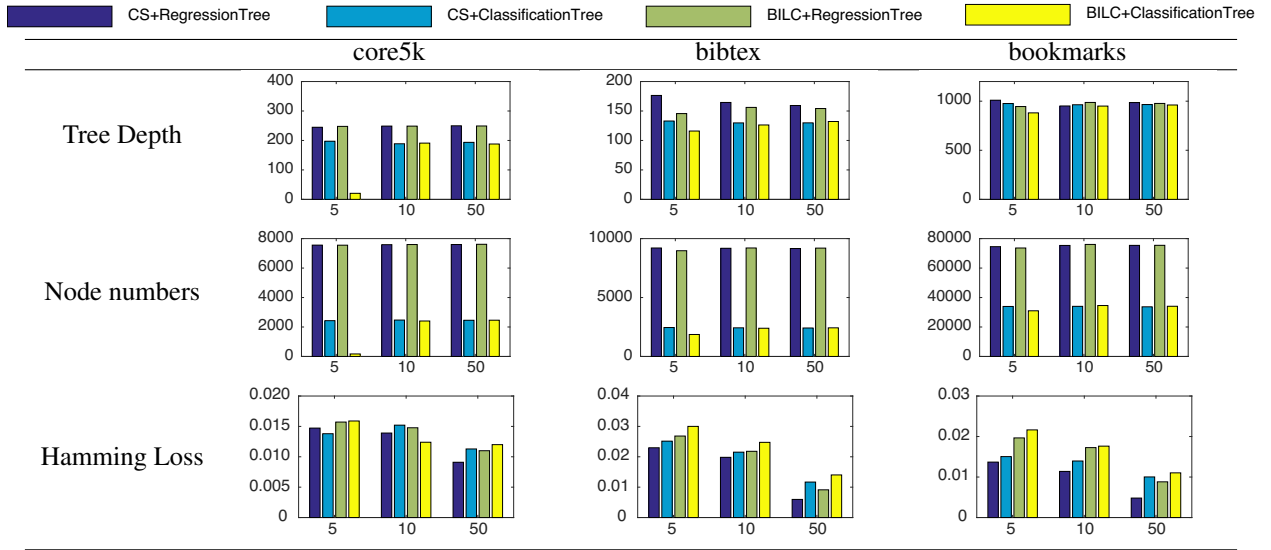 CS+RegressionTree CS+ClassificationTree BILC+RegressionTree BILC+ClassificationTree
core5k bibtex bookmarks
Tree Depth
400
300
200
100
0
5 10 50
200
150
100
50
0
5 10 50
1000
500
0
5 10 50
Node numbers
8000
6000
4000
2000
0
5 10 50
10000
5000
0
5 10 50
80000
60000
40000
20000
0
5 10 50
Hamming Loss
0.020
0.015
0.010
0.005
0.000
5 10 50
0.04
0.03
0.02
0.01
0
5 10 50
0.03
0.02
0.01
0
5 10 50